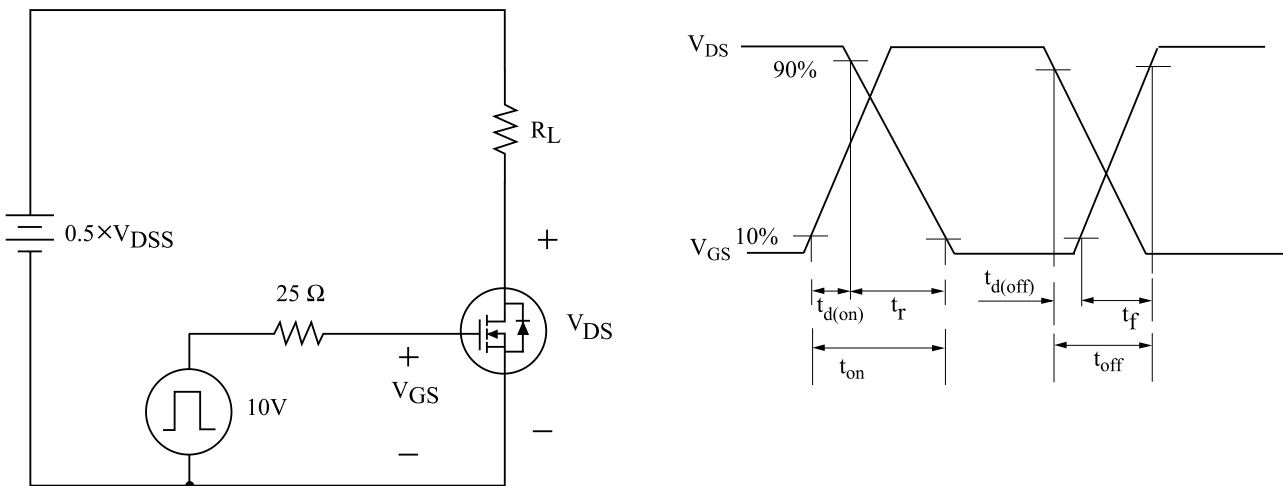 R_L
0.5×V_DSS
+
25 Ω
V_DS
+
V_GS
10V
−
−
V_DS
90%
10%
V_GS
t_d(on)
t_r
t_on
t_d(off)
t_f
t_off